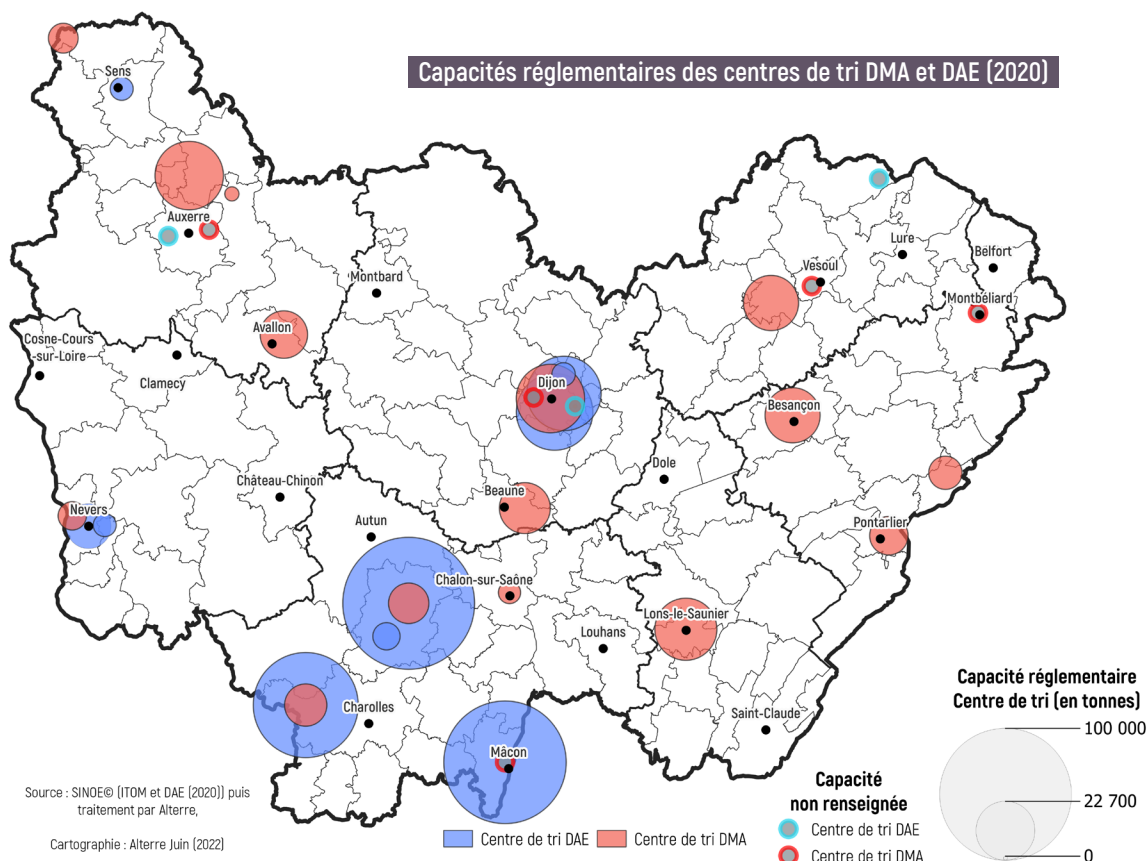 Capacités réglementaires des centres de tri DMA et DAE (2020)
Sens
Auxerre
Montbard
Avallon
Cosne-Cours
-sur-Loire
Clamecy
Vesoul
Lure
Belfort
Montbéliard
Dijon
Besançon
Dole
Beaune
Château-Chinon
Nevers
Autun
Pontarlier
Chalon-sur-Saône
Lons-le-Saunier
Louhans
Charolles
Saint-Claude
Mâcon
Source : SINOE© (ITOM et DAE (2020)) puis
traitement par Alterre,
Cartographie : Alterre Juin (2022)
Centre de tri DAE
Centre de tri DMA
Capacité
non renseignée
Centre de tri DAE
Centre de tri DMA
Capacité réglementaire
Centre de tri (en tonnes)
100 000
22 700
0